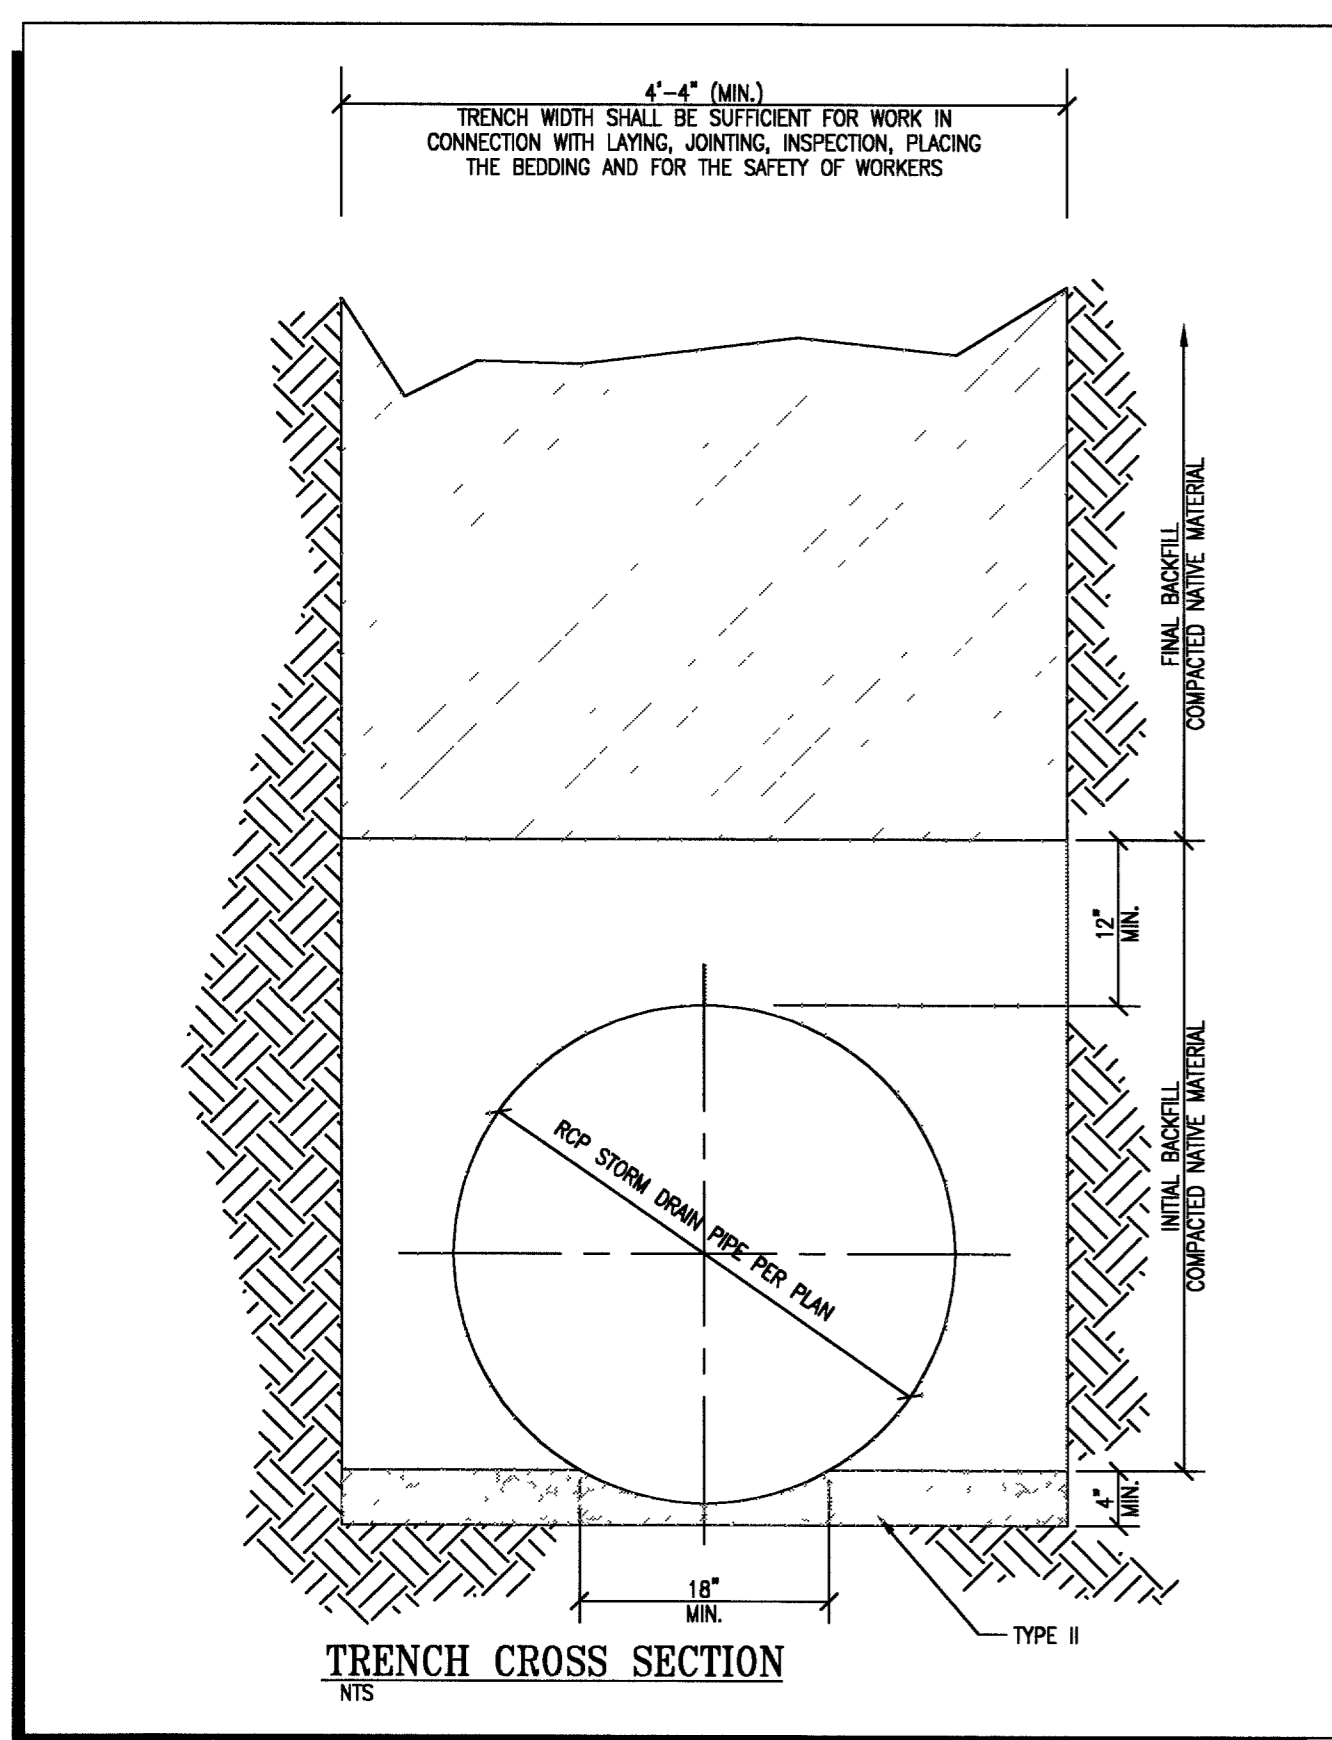 4'-4" (MIN.)
TRENCH WIDTH SHALL BE SUFFICIENT FOR WORK IN
CONNECTION WITH LAYING, JOINTING, INSPECTION, PLACING
THE BEDDING AND FOR THE SAFETY OF WORKERS
FINAL BACKFILL
COMPACTED NATIVE MATERIAL
12"
MIN.
RCP STORM DRAIN PIPE PER PLAN
INITIAL BACKFILL
COMPACTED NATIVE MATERIAL
4"
MIN.
18"
MIN.
TYPE II
TRENCH CROSS SECTION
NTS